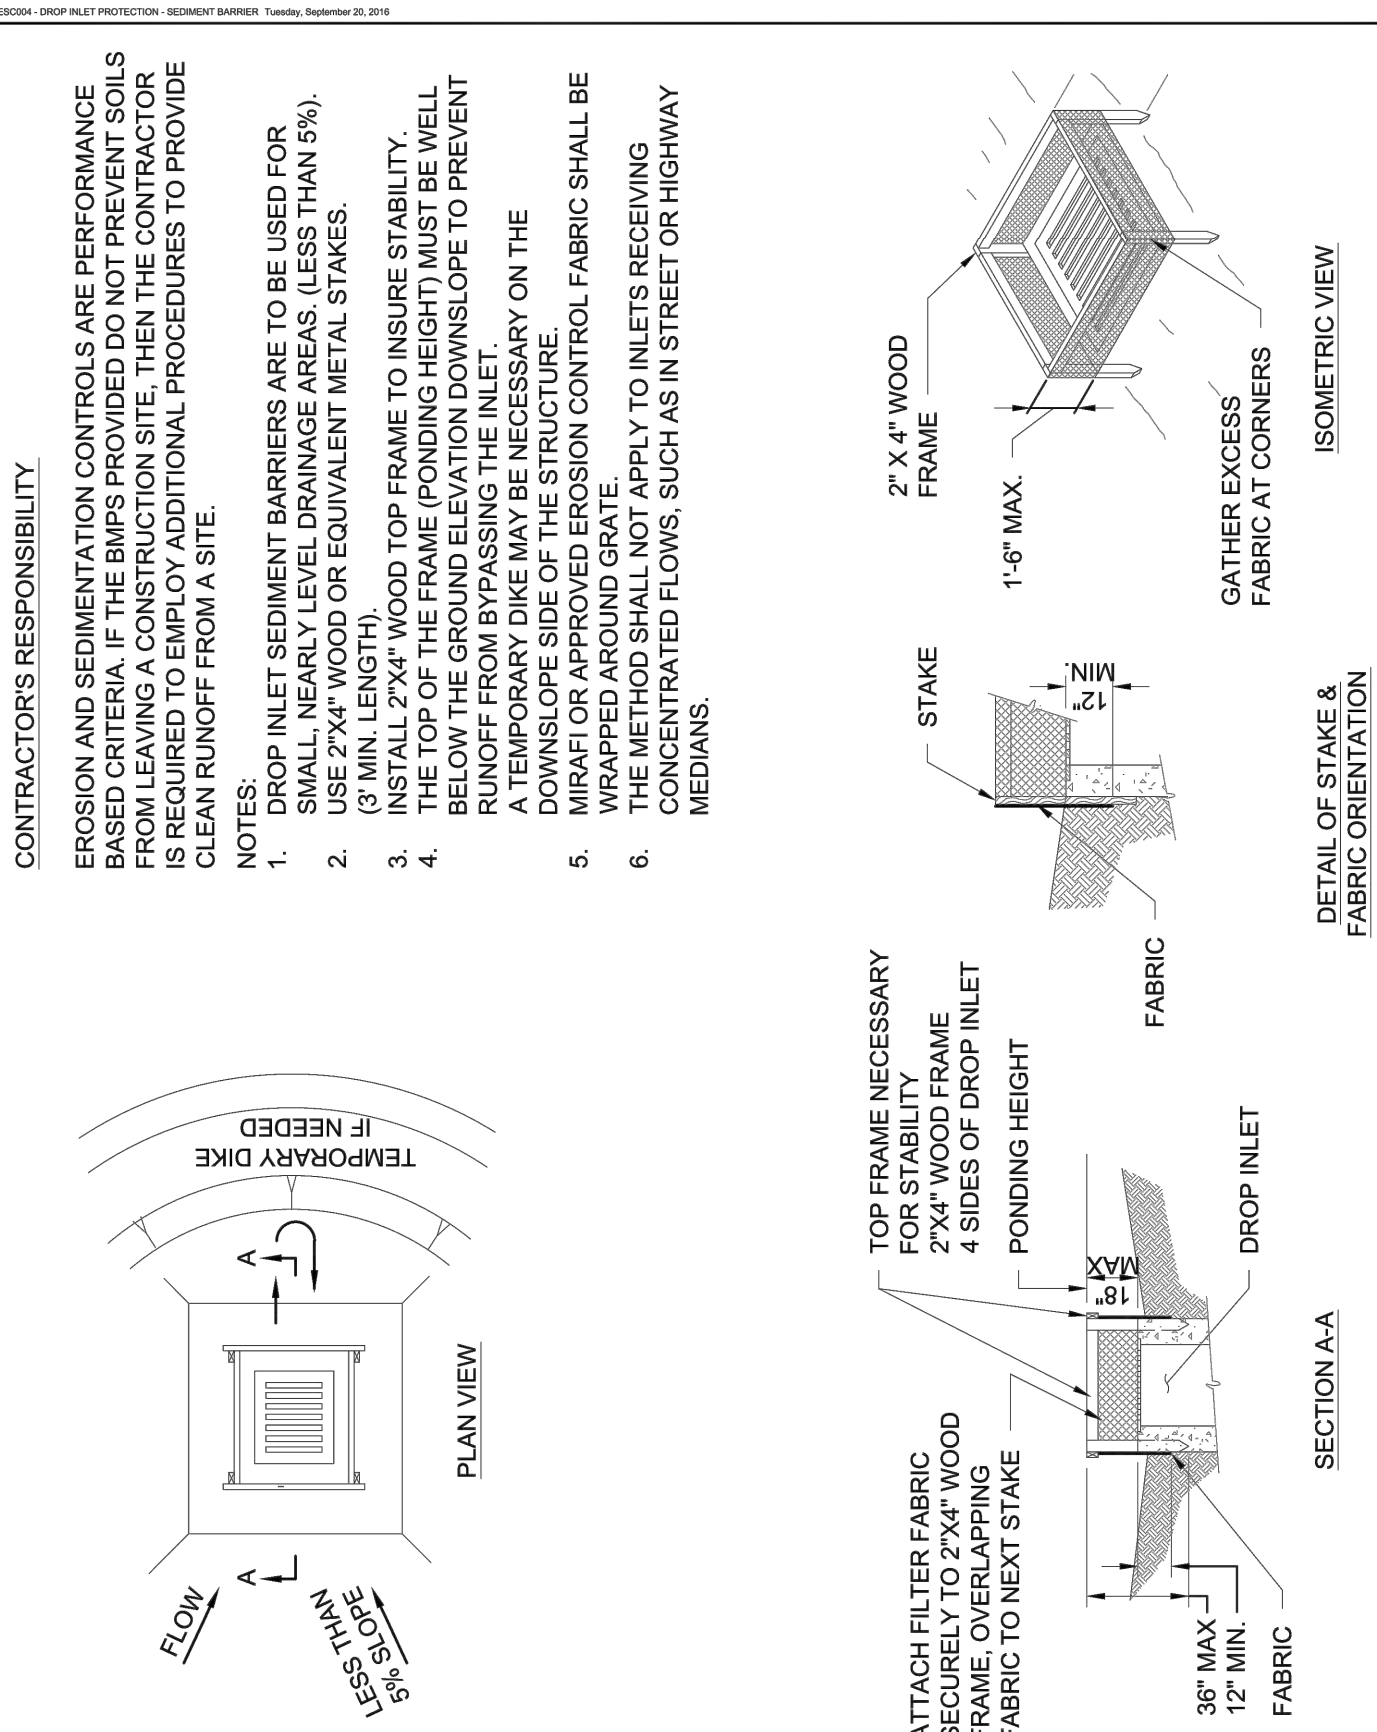 ESC004 - DROP INLET PROTECTION - SEDIMENT BARRIER Tuesday, September 20, 2016
CONTRACTOR'S RESPONSIBILITY
EROSION AND SEDIMENTATION CONTROLS ARE PERFORMANCE
BASED CRITERIA. IF THE BMPS PROVIDED DO NOT PREVENT SOILS
FROM LEAVING A CONSTRUCTION SITE, THEN THE CONTRACTOR
IS REQUIRED TO EMPLOY ADDITIONAL PROCEDURES TO PROVIDE
CLEAN RUNOFF FROM A SITE.
NOTES:
1. DROP INLET SEDIMENT BARRIERS ARE TO BE USED FOR
SMALL, NEARLY LEVEL DRAINAGE AREAS. (LESS THAN 5%).
2. USE 2"X4" WOOD OR EQUIVALENT METAL STAKES.
(3' MIN. LENGTH).
3. INSTALL 2"X4" WOOD TOP FRAME TO INSURE STABILITY.
4. THE TOP OF THE FRAME (PONDING HEIGHT) MUST BE WELL
BELOW THE GROUND ELEVATION DOWNSLOPE TO PREVENT
RUNOFF FROM BYPASSING THE INLET.
A TEMPORARY DIKE MAY BE NECESSARY ON THE
DOWNSLOPE SIDE OF THE STRUCTURE.
5. MIRAFI OR APPROVED EROSION CONTROL FABRIC SHALL BE
WRAPPED AROUND GRATE.
6. THE METHOD SHALL NOT APPLY TO INLETS RECEIVING
CONCENTRATED FLOWS, SUCH AS IN STREET OR HIGHWAY
MEDIANS.
FLOW
LESS THAN
5% SLOPE
A
A
TEMPORARY DIKE
IF NEEDED
PLAN VIEW
ATTACH FILTER FABRIC
SECURELY TO 2"X4" WOOD
FRAME, OVERLAPPING
FABRIC TO NEXT STAKE
TOP FRAME NECESSARY
FOR STABILITY
2"X4" WOOD FRAME
4 SIDES OF DROP INLET
PONDING HEIGHT
18"
MAX
DROP INLET
36" MAX
12" MIN.
FABRIC
SECTION A-A
STAKE
12"
MIN.
FABRIC
DETAIL OF STAKE &
FABRIC ORIENTATION
2" X 4" WOOD
FRAME
1'-6" MAX.
GATHER EXCESS
FABRIC AT CORNERS
ISOMETRIC VIEW